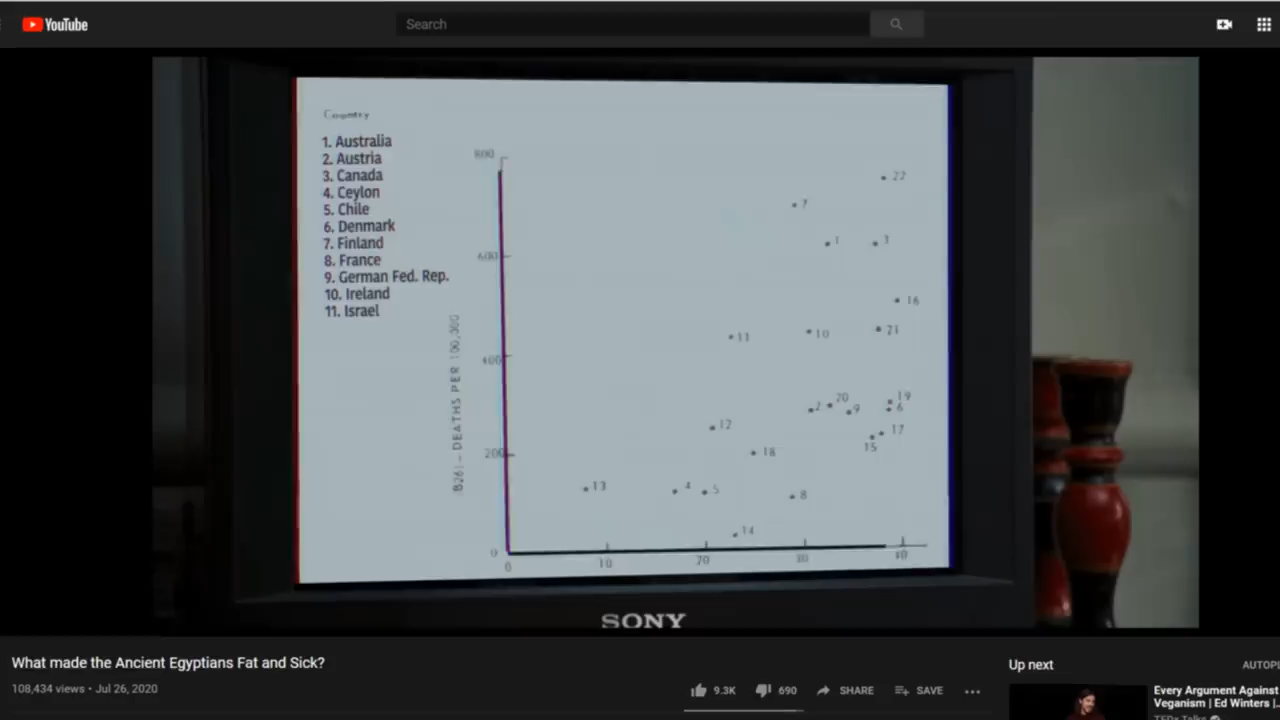 YouTube
Search
Country
1. Australia
2. Austria
3. Canada
4. Ceylon
5. Chile
6. Denmark
7. Finland
8. France
9. German Fed. Rep.
10. Ireland
11. Israel
800
600
400
200
0
B26) – DEATHS PER 100,000
22
7
1
3
16
11
10
21
20
19
2
9
6
12
17
15
18
13
4
5
8
14
0
10
20
30
40
SONY
What made the Ancient Egyptians Fat and Sick?
108,434 views • Jul 26, 2020
9.3K
690
SHARE
SAVE
Up next
AUTOPL
Every Argument Against
Veganism | Ed Winters |